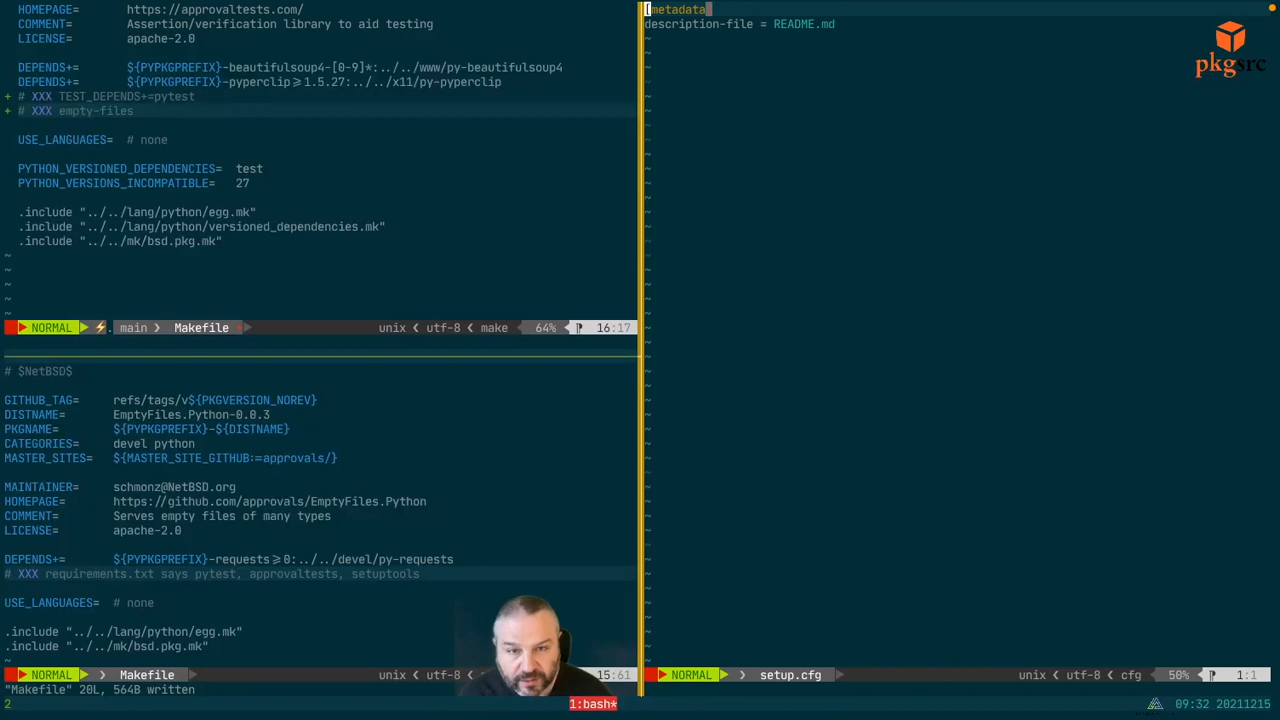 HOMEPAGE= https://approvaltests.com/
COMMENT= Assertion/verification library to aid testing
LICENSE= apache-2.0
DEPENDS+= ${PYPKGPREFIX}-beautifulsoup4-[0-9]*:../../www/py-beautifulsoup4
DEPENDS+= ${PYPKGPREFIX}-pyperclip>=1.5.27:../../x11/py-pyperclip
+ # XXX TEST_DEPENDS+=pytest
+ # XXX empty-files
USE_LANGUAGES= # none
PYTHON_VERSIONED_DEPENDENCIES= test
PYTHON_VERSIONS_INCOMPATIBLE= 27
.include "../../lang/python/egg.mk"
.include "../../lang/python/versioned_dependencies.mk"
.include "../../mk/bsd.pkg.mk"
~
~
~
~
~
NORMAL ⚡. main Makefile + unix utf-8 make 64% 16:17
# $NetBSD$
GITHUB_TAG= refs/tags/v${PKGVERSION_NOREV}
DISTNAME= EmptyFiles.Python-0.0.3
PKGNAME= ${PYPKGPREFIX}-${DISTNAME}
CATEGORIES= devel python
MASTER_SITES= ${MASTER_SITE_GITHUB:=approvals/}
MAINTAINER= schmonz@NetBSD.org
HOMEPAGE= https://github.com/approvals/EmptyFiles.Python
COMMENT= Serves empty files of many types
LICENSE= apache-2.0
DEPENDS+= ${PYPKGPREFIX}-requests>=0:../../devel/py-requests
# XXX requirements.txt says pytest, approvaltests, setuptools
USE_LANGUAGES= # none
.include "../../lang/python/egg.mk"
.include "../../mk/bsd.pkg.mk"
~
NORMAL Makefile unix utf-8 15:61
"Makefile" 20L, 564B written
[metadata]
description-file = README.md
NORMAL setup.cfg unix utf-8 cfg 50% 1:1
pkgsrc
2 1:bash* 09:32 20211215